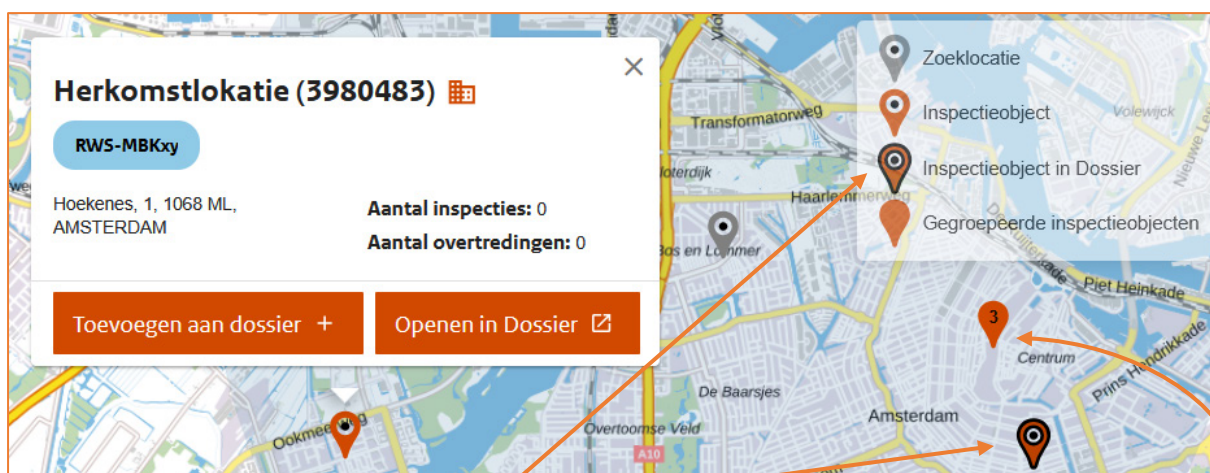 Herkomstlokatie (3980483)
RWS-MBKxy
Hoekenes, 1, 1068 ML,
AMSTERDAM
Aantal inspecties: 0
Aantal overtredingen: 0
Toevoegen aan dossier +
Openen in Dossier
Zoeklocatie
Inspectieobject
Inspectieobject in Dossier
Gegroepeerde inspectieobjecten
Transformatorweg
Volewijck
Haarlemmerweg
Bos en Lommer
Piet Heinkade
3
Centrum
Prins Hendrikkade
De Baarsjes
Amsterdam
Overtoomse Veld
A10